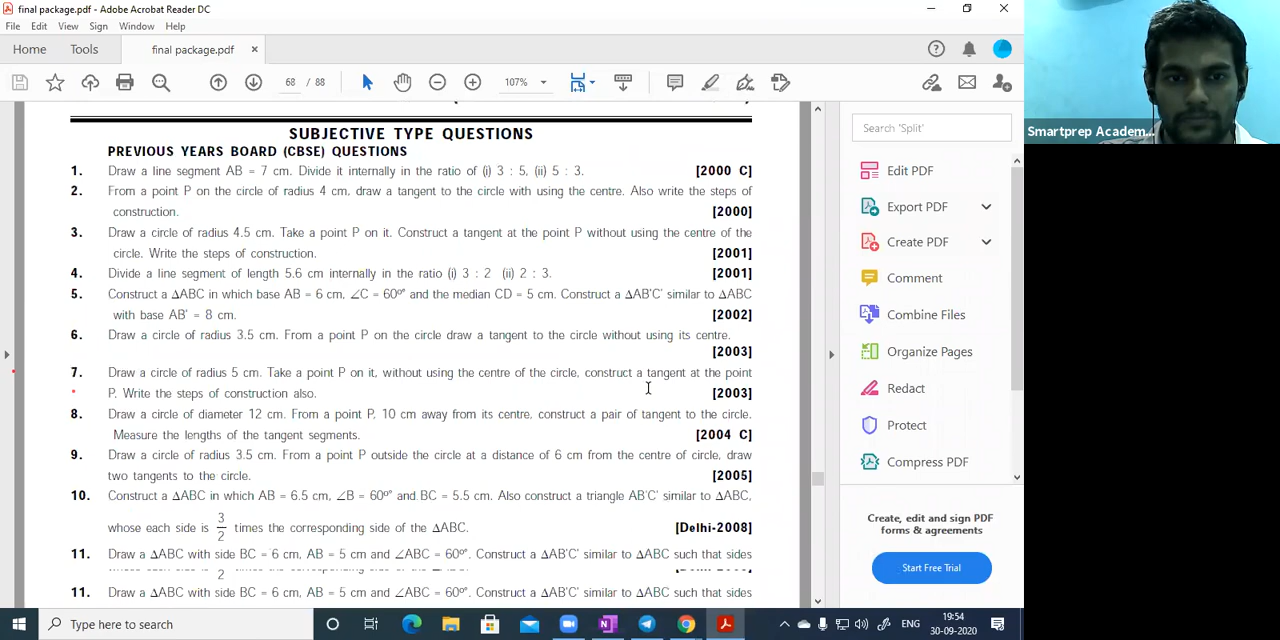 final package.pdf - Adobe Acrobat Reader DC
File Edit View Sign Window Help
Home Tools final package.pdf ×
68 / 88 107%
SUBJECTIVE TYPE QUESTIONS
PREVIOUS YEARS BOARD (CBSE) QUESTIONS
1. Draw a line segment AB = 7 cm. Divide it internally in the ratio of (i) 3 : 5, (ii) 5 : 3. [2000 C]
2. From a point P on the circle of radius 4 cm, draw a tangent to the circle with using the centre. Also write the steps of
construction. [2000]
3. Draw a circle of radius 4.5 cm. Take a point P on it. Construct a tangent at the point P without using the centre of the
circle. Write the steps of construction. [2001]
4. Divide a line segment of length 5.6 cm internally in the ratio (i) 3 : 2 (ii) 2 : 3. [2001]
5. Construct a ΔABC in which base AB = 6 cm, ∠C = 60º and the median CD = 5 cm. Construct a ΔAB'C' similar to ΔABC
with base AB' = 8 cm. [2002]
6. Draw a circle of radius 3.5 cm. From a point P on the circle draw a tangent to the circle without using its centre.
[2003]
7. Draw a circle of radius 5 cm. Take a point P on it, without using the centre of the circle, construct a tangent at the point
P. Write the steps of construction also. [2003]
8. Draw a circle of diameter 12 cm. From a point P, 10 cm away from its centre, construct a pair of tangent to the circle.
Measure the lengths of the tangent segments. [2004 C]
9. Draw a circle of radius 3.5 cm. From a point P outside the circle at a distance of 6 cm from the centre of circle, draw
two tangents to the circle. [2005]
10. Construct a ΔABC in which AB = 6.5 cm, ∠B = 60º and BC = 5.5 cm. Also construct a triangle AB'C' similar to ΔABC,
whose each side is 3/2 times the corresponding side of the ΔABC. [Delhi-2008]
11. Draw a ΔABC with side BC = 6 cm, AB = 5 cm and ∠ABC = 60º. Construct a ΔAB'C' similar to ΔABC such that sides
2
11. Draw a ΔABC with side BC = 6 cm, AB = 5 cm and ∠ABC = 60º. Construct a ΔAB'C' similar to ΔABC such that sides
Search 'Split'
Edit PDF
Export PDF
Create PDF
Comment
Combine Files
Organize Pages
Redact
Protect
Compress PDF
Create, edit and sign PDF
forms & agreements
Start Free Trial
Smartprep Academ...
Type here to search
ENG
19:54
30-09-2020